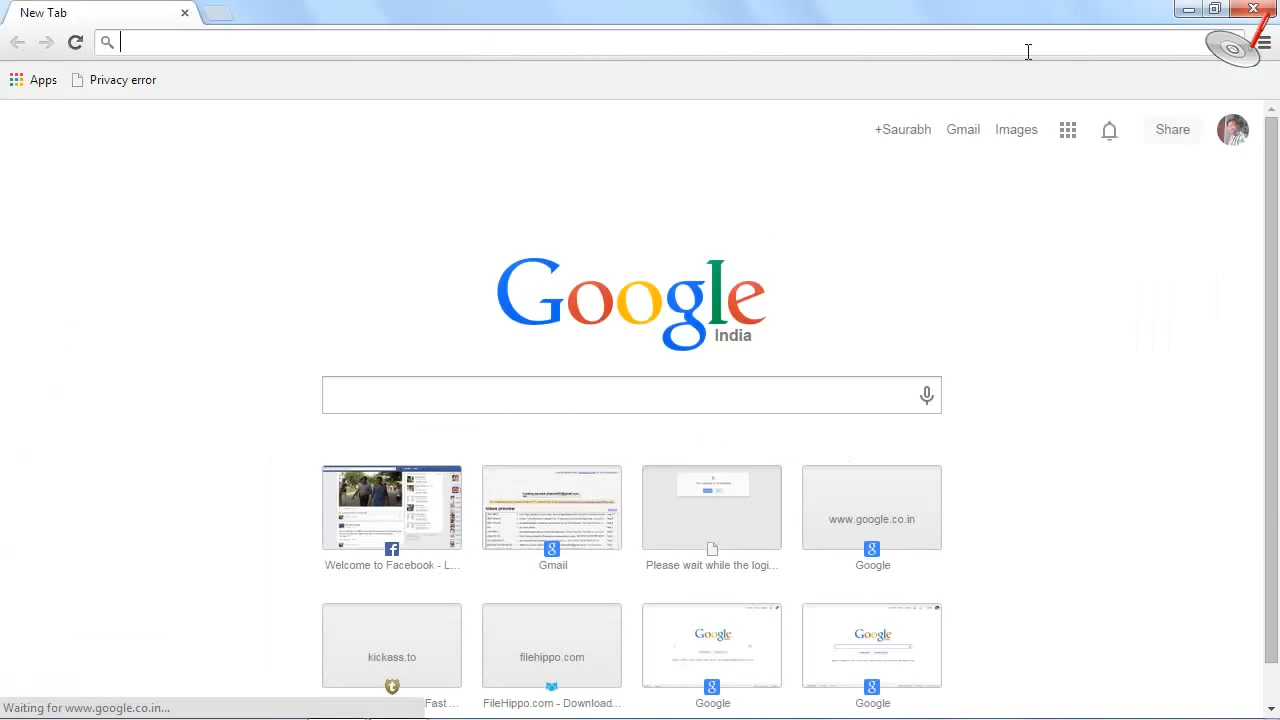 New Tab
Apps Privacy error
+Saurabh Gmail Images Share
Google
India
www.google.co.in
Welcome to Facebook - L... Gmail Please wait while the logi... Google
kickass.to filehippo.com Google Google
Fast ... FileHippo.com - Download... Google Google
Waiting for www.google.co.in...